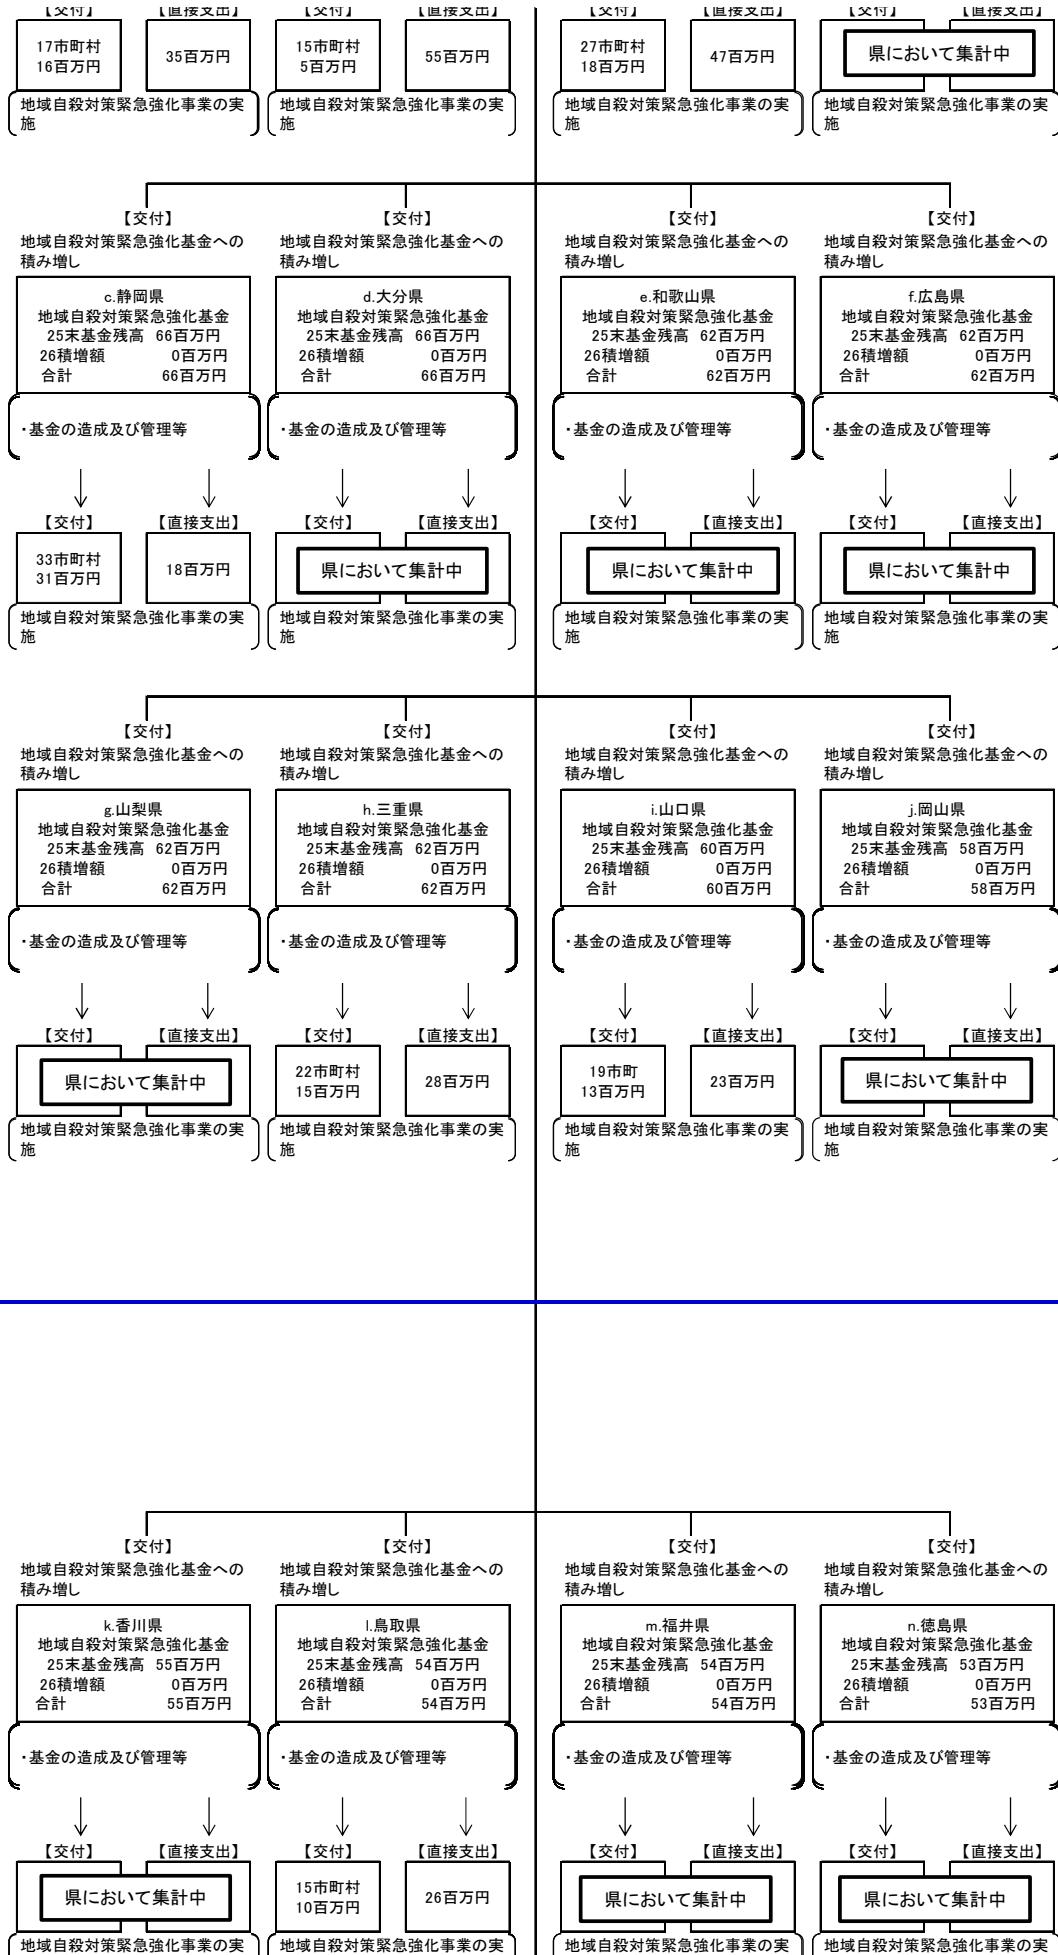 【交付】 【直接支出】 【交付】 【直接支出】 【交付】 【直接支出】 【交付】 【直接支出】
17市町村 15市町村 27市町村
16百万円 35百万円 5百万円 55百万円 18百万円 47百万円 県において集計中
地域自殺対策緊急強化事業の実 地域自殺対策緊急強化事業の実 地域自殺対策緊急強化事業の実 地域自殺対策緊急強化事業の実
施 施 施 施
【交付】 【交付】 【交付】 【交付】
地域自殺対策緊急強化基金への 地域自殺対策緊急強化基金への 地域自殺対策緊急強化基金への 地域自殺対策緊急強化基金への
積み増し 積み増し 積み増し 積み増し
c.静岡県 d.大分県 e.和歌山県 f.広島県
地域自殺対策緊急強化基金 地域自殺対策緊急強化基金 地域自殺対策緊急強化基金 地域自殺対策緊急強化基金
25末基金残高 66百万円 25末基金残高 66百万円 25末基金残高 62百万円 25末基金残高 62百万円
26積増額 0百万円 26積増額 0百万円 26積増額 0百万円 26積増額 0百万円
合計 66百万円 合計 66百万円 合計 62百万円 合計 62百万円
・基金の造成及び管理等 ・基金の造成及び管理等 ・基金の造成及び管理等 ・基金の造成及び管理等
【交付】 【直接支出】 【交付】 【直接支出】 【交付】 【直接支出】 【交付】 【直接支出】
33市町村
31百万円 18百万円 県において集計中 県において集計中 県において集計中
地域自殺対策緊急強化事業の実 地域自殺対策緊急強化事業の実 地域自殺対策緊急強化事業の実 地域自殺対策緊急強化事業の実
施 施 施 施
【交付】 【交付】 【交付】 【交付】
地域自殺対策緊急強化基金への 地域自殺対策緊急強化基金への 地域自殺対策緊急強化基金への 地域自殺対策緊急強化基金への
積み増し 積み増し 積み増し 積み増し
g.山梨県 h.三重県 i.山口県 j.岡山県
地域自殺対策緊急強化基金 地域自殺対策緊急強化基金 地域自殺対策緊急強化基金 地域自殺対策緊急強化基金
25末基金残高 62百万円 25末基金残高 62百万円 25末基金残高 60百万円 25末基金残高 58百万円
26積増額 0百万円 26積増額 0百万円 26積増額 0百万円 26積増額 0百万円
合計 62百万円 合計 62百万円 合計 60百万円 合計 58百万円
・基金の造成及び管理等 ・基金の造成及び管理等 ・基金の造成及び管理等 ・基金の造成及び管理等
【交付】 【直接支出】 【交付】 【直接支出】 【交付】 【直接支出】 【交付】 【直接支出】
22市町村 19市町
県において集計中 15百万円 28百万円 13百万円 23百万円 県において集計中
地域自殺対策緊急強化事業の実 地域自殺対策緊急強化事業の実 地域自殺対策緊急強化事業の実 地域自殺対策緊急強化事業の実
施 施 施 施
【交付】 【交付】 【交付】 【交付】
地域自殺対策緊急強化基金への 地域自殺対策緊急強化基金への 地域自殺対策緊急強化基金への 地域自殺対策緊急強化基金への
積み増し 積み増し 積み増し 積み増し
k.香川県 l.鳥取県 m.福井県 n.徳島県
地域自殺対策緊急強化基金 地域自殺対策緊急強化基金 地域自殺対策緊急強化基金 地域自殺対策緊急強化基金
25末基金残高 55百万円 25末基金残高 54百万円 25末基金残高 54百万円 25末基金残高 53百万円
26積増額 0百万円 26積増額 0百万円 26積増額 0百万円 26積増額 0百万円
合計 55百万円 合計 54百万円 合計 54百万円 合計 53百万円
・基金の造成及び管理等 ・基金の造成及び管理等 ・基金の造成及び管理等 ・基金の造成及び管理等
【交付】 【直接支出】 【交付】 【直接支出】 【交付】 【直接支出】 【交付】 【直接支出】
15市町村
県において集計中 10百万円 26百万円 県において集計中 県において集計中
地域自殺対策緊急強化事業の実 地域自殺対策緊急強化事業の実 地域自殺対策緊急強化事業の実 地域自殺対策緊急強化事業の実